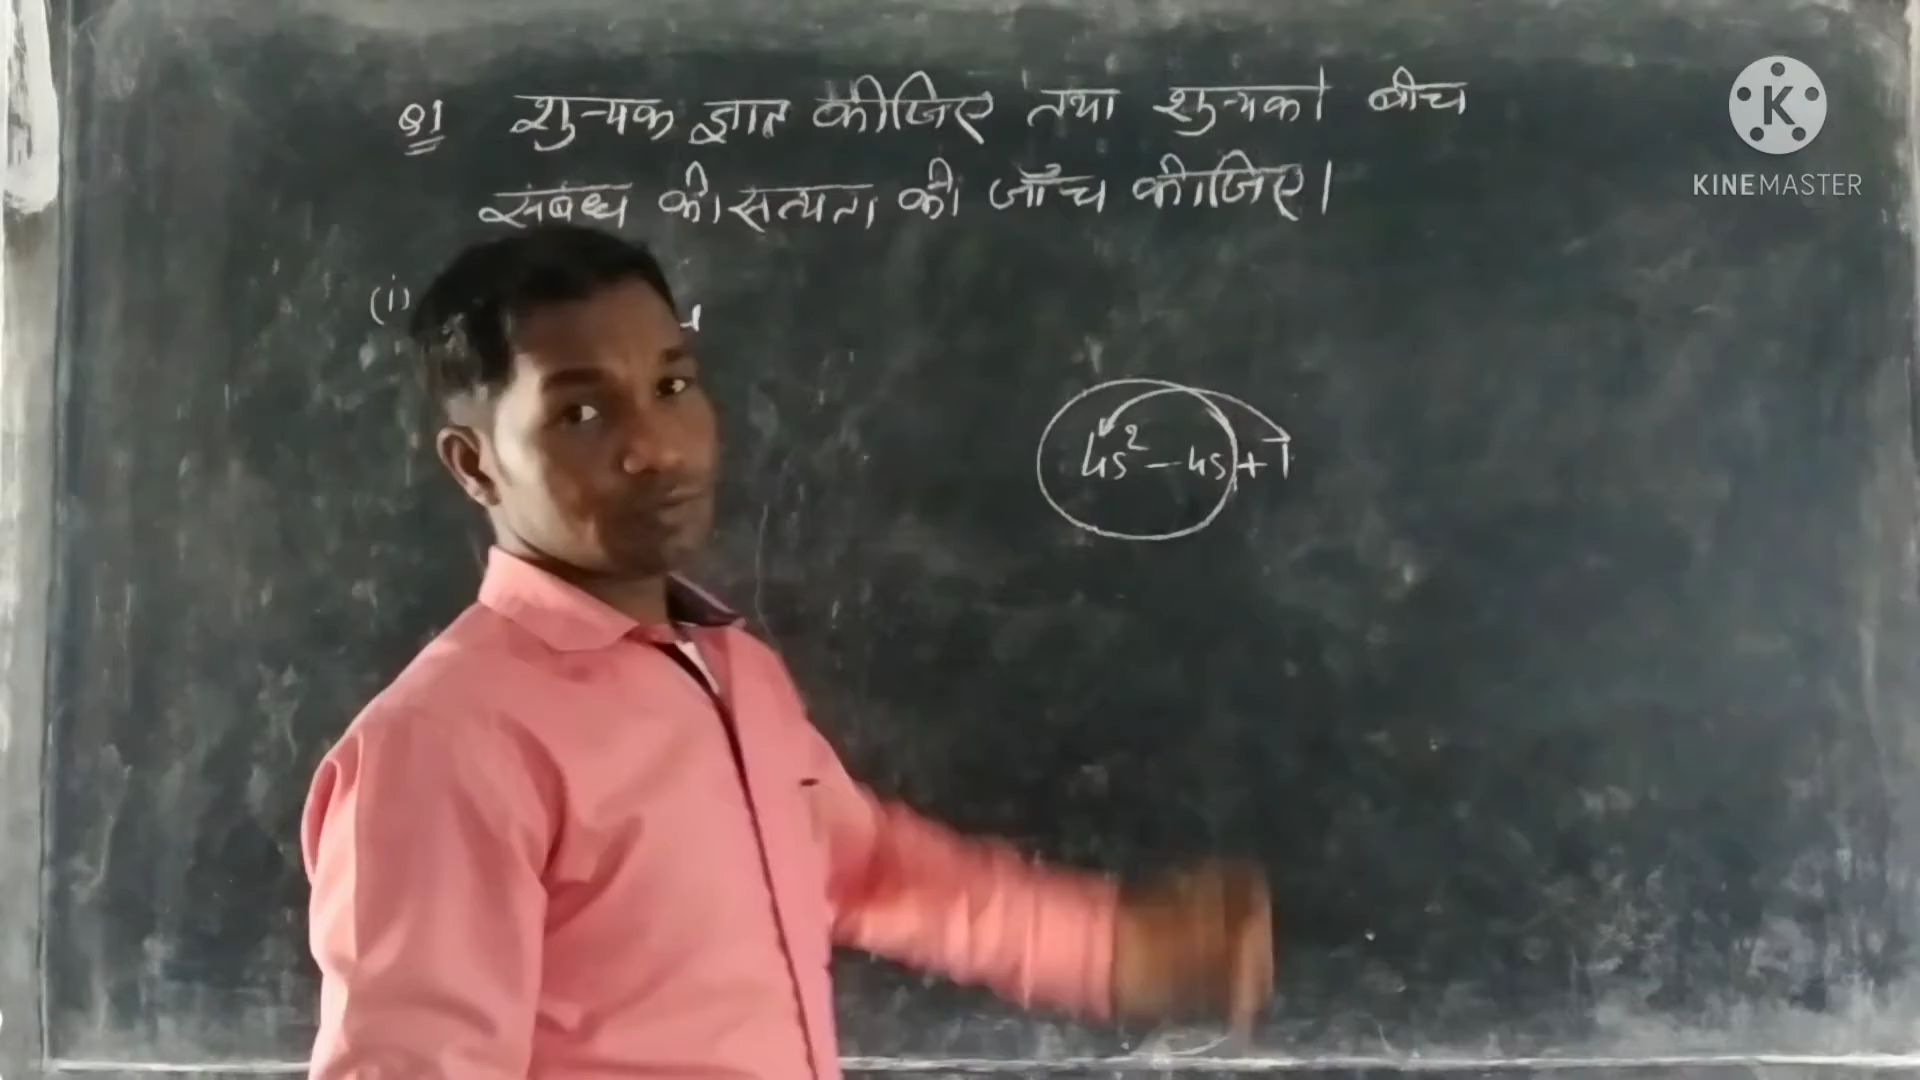 Q1 शुन्यक ज्ञात कीजिए तथा शुन्यको बीच
संबंध की सत्यता की जाँच कीजिए।
(i)
4s² - 4s + 1
K
KINEMASTER